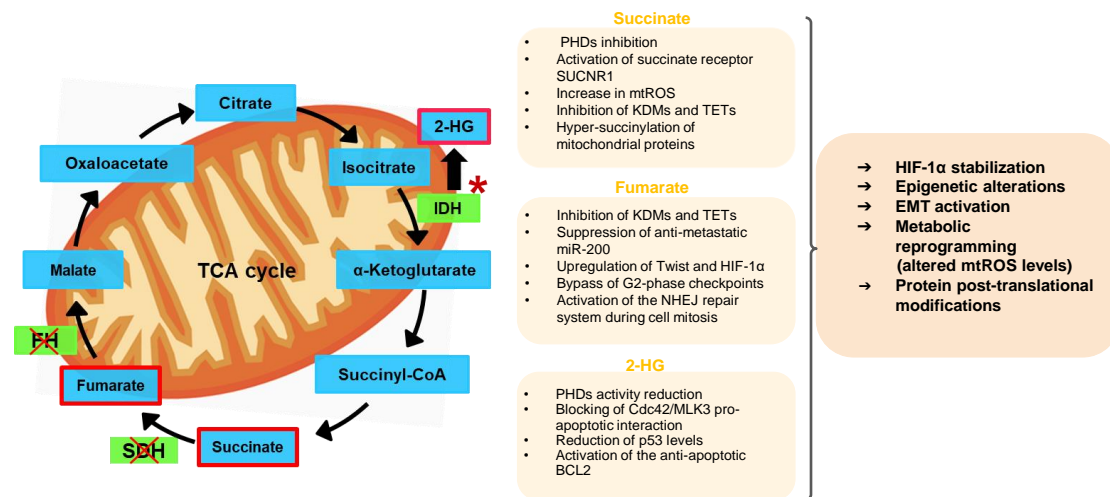 Citrate
2-HG
Oxaloacetate
Isocitrate
*
IDH
Malate
TCA cycle
α-Ketoglutarate
FH
Fumarate
Succinyl-CoA
SDH
Succinate
Succinate
• PHDs inhibition
• Activation of succinate receptor
SUCNR1
• Increase in mtROS
• Inhibition of KDMs and TETs
• Hyper-succinylation of
mitochondrial proteins
Fumarate
• Inhibition of KDMs and TETs
• Suppression of anti-metastatic
miR-200
• Upregulation of Twist and HIF-1α
• Bypass of G2-phase checkpoints
• Activation of the NHEJ repair
system during cell mitosis
2-HG
• PHDs activity reduction
• Blocking of Cdc42/MLK3 pro-
apoptotic interaction
• Reduction of p53 levels
• Activation of the anti-apoptotic
BCL2
➔ HIF-1α stabilization
➔ Epigenetic alterations
➔ EMT activation
➔ Metabolic
reprogramming
(altered mtROS levels)
➔ Protein post-translational
modifications